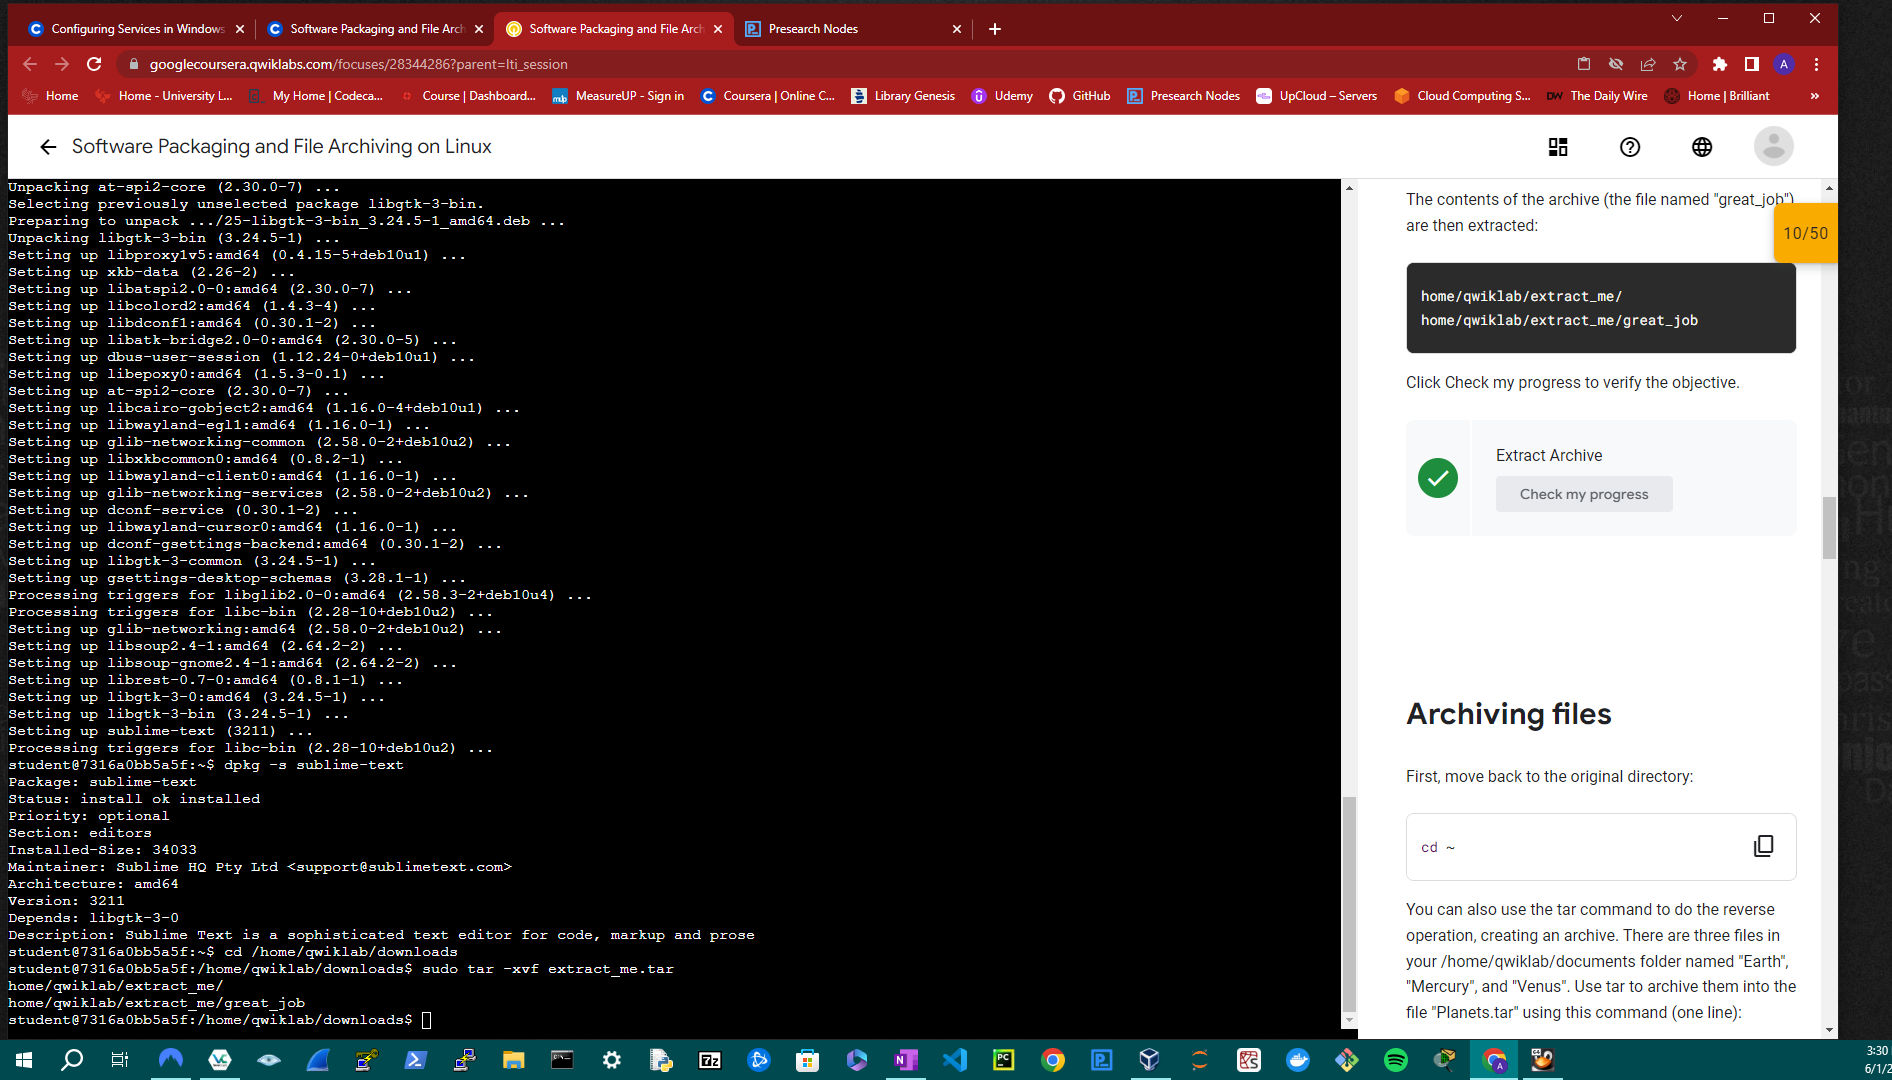 Configuring Services in Windows
Software Packaging and File Arch
Software Packaging and File Arch
Presearch Nodes
googlecoursera.qwiklabs.com/focuses/28344286?parent=lti_session
A
Home
Home - University L...
My Home | Codeca...
Course | Dashboard...
MeasureUP - Sign in
Coursera | Online C...
Library Genesis
Udemy
GitHub
Presearch Nodes
UpCloud – Servers
Cloud Computing S...
DW The Daily Wire
Home | Brilliant
»
Software Packaging and File Archiving on Linux
Unpacking at-spi2-core (2.30.0-7) ...
Selecting previously unselected package libgtk-3-bin.
Preparing to unpack .../25-libgtk-3-bin_3.24.5-1_amd64.deb ...
Unpacking libgtk-3-bin (3.24.5-1) ...
Setting up libproxy1v5:amd64 (0.4.15-5+deb10u1) ...
Setting up xkb-data (2.26-2) ...
Setting up libatspi2.0-0:amd64 (2.30.0-7) ...
Setting up libcolord2:amd64 (1.4.3-4) ...
Setting up libdconf1:amd64 (0.30.1-2) ...
Setting up libatk-bridge2.0-0:amd64 (2.30.0-5) ...
Setting up dbus-user-session (1.12.24-0+deb10u1) ...
Setting up libepoxy0:amd64 (1.5.3-0.1) ...
Setting up at-spi2-core (2.30.0-7) ...
Setting up libcairo-gobject2:amd64 (1.16.0-4+deb10u1) ...
Setting up libwayland-egl1:amd64 (1.16.0-1) ...
Setting up glib-networking-common (2.58.0-2+deb10u2) ...
Setting up libxkbcommon0:amd64 (0.8.2-1) ...
Setting up libwayland-client0:amd64 (1.16.0-1) ...
Setting up glib-networking-services (2.58.0-2+deb10u2) ...
Setting up dconf-service (0.30.1-2) ...
Setting up libwayland-cursor0:amd64 (1.16.0-1) ...
Setting up dconf-gsettings-backend:amd64 (0.30.1-2) ...
Setting up libgtk-3-common (3.24.5-1) ...
Setting up gsettings-desktop-schemas (3.28.1-1) ...
Processing triggers for libglib2.0-0:amd64 (2.58.3-2+deb10u4) ...
Processing triggers for libc-bin (2.28-10+deb10u2) ...
Setting up glib-networking:amd64 (2.58.0-2+deb10u2) ...
Setting up libsoup2.4-1:amd64 (2.64.2-2) ...
Setting up libsoup-gnome2.4-1:amd64 (2.64.2-2) ...
Setting up librest-0.7-0:amd64 (0.8.1-1) ...
Setting up libgtk-3-0:amd64 (3.24.5-1) ...
Setting up libgtk-3-bin (3.24.5-1) ...
Setting up sublime-text (3211) ...
Processing triggers for libc-bin (2.28-10+deb10u2) ...
student@7316a0bb5a5f:~$ dpkg -s sublime-text
Package: sublime-text
Status: install ok installed
Priority: optional
Section: editors
Installed-Size: 34033
Maintainer: Sublime HQ Pty Ltd <support@sublimetext.com>
Architecture: amd64
Version: 3211
Depends: libgtk-3-0
Description: Sublime Text is a sophisticated text editor for code, markup and prose
student@7316a0bb5a5f:~$ cd /home/qwiklab/downloads
student@7316a0bb5a5f:/home/qwiklab/downloads$ sudo tar -xvf extract_me.tar
home/qwiklab/extract_me/
home/qwiklab/extract_me/great_job
student@7316a0bb5a5f:/home/qwiklab/downloads$
The contents of the archive (the file named "great_job")
are then extracted:
10/50
home/qwiklab/extract_me/
home/qwiklab/extract_me/great_job
Click Check my progress to verify the objective.
Extract Archive
Check my progress
Archiving files
First, move back to the original directory:
cd ~
You can also use the tar command to do the reverse
operation, creating an archive. There are three files in
your /home/qwiklab/documents folder named "Earth",
"Mercury", and "Venus". Use tar to archive them into the
file "Planets.tar" using this command (one line):
3:30
6/1/2